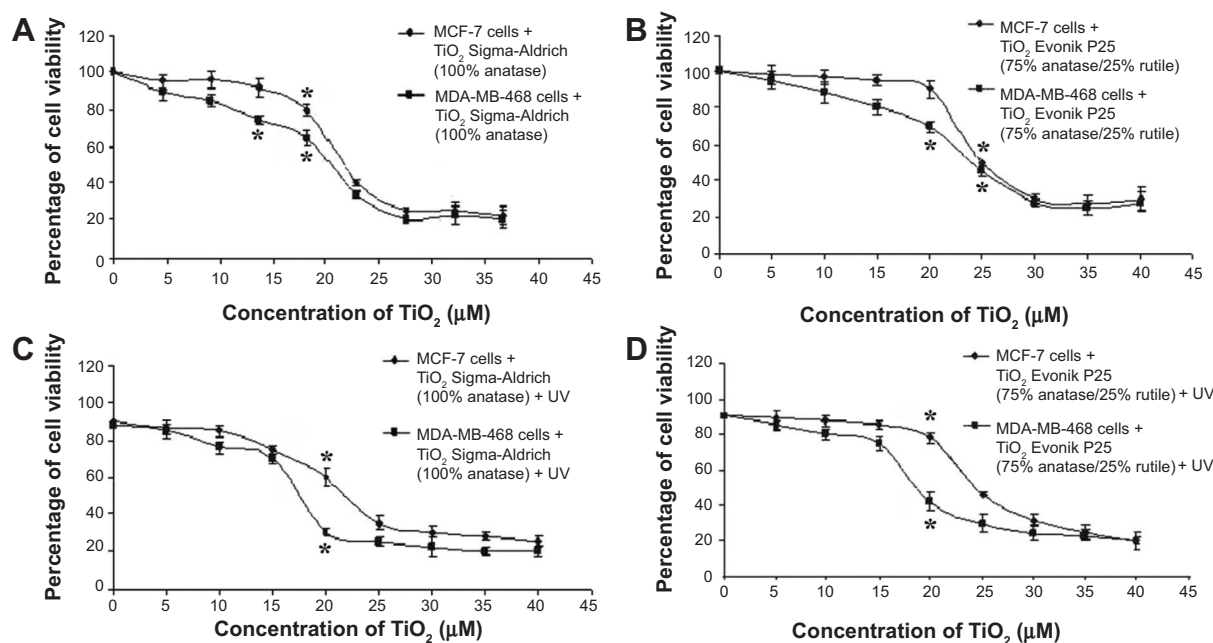 A
Percentage of cell viability
120
100
80
60
40
20
0
0 5 10 15 20 25 30 35 40 45
Concentration of TiO₂ (μM)
MCF-7 cells +
TiO₂ Sigma-Aldrich
(100% anatase)
MDA-MB-468 cells +
TiO₂ Sigma-Aldrich
(100% anatase)
*
*
*
B
Percentage of cell viability
120
100
80
60
40
20
0
0 5 10 15 20 25 30 35 40 45
Concentration of TiO₂ (μM)
MCF-7 cells +
TiO₂ Evonik P25
(75% anatase/25% rutile)
MDA-MB-468 cells +
TiO₂ Evonik P25
(75% anatase/25% rutile)
*
*
*
C
Percentage of cell viability
120
100
80
60
40
20
0
0 5 10 15 20 25 30 35 40 45
Concentration of TiO₂ (μM)
MCF-7 cells +
TiO₂ Sigma-Aldrich
(100% anatase) + UV
MDA-MB-468 cells +
TiO₂ Sigma-Aldrich
(100% anatase) + UV
*
*
D
Percentage of cell viability
120
100
80
60
40
20
0
0 5 10 15 20 25 30 35 40 45
Concentration of TiO₂ (μM)
MCF-7 cells +
TiO₂ Evonik P25
(75% anatase/25% rutile) + UV
MDA-MB-468 cells +
TiO₂ Evonik P25
(75% anatase/25% rutile) + UV
*
*